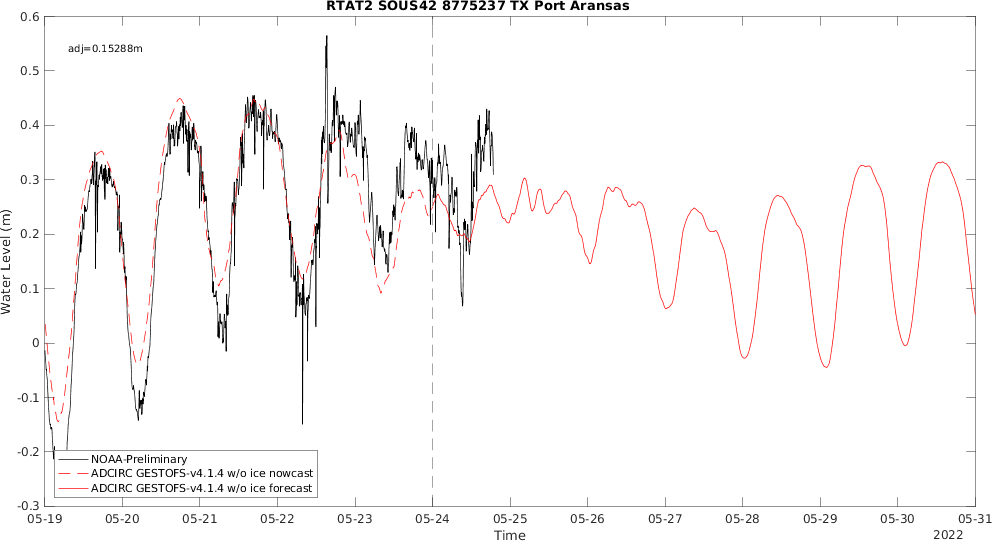 RTAT2 SOUS42 8775237 TX Port Aransas
adj=0.15288m
Water Level (m)
0.6
0.5
0.4
0.3
0.2
0.1
0
-0.1
-0.2
-0.3
NOAA-Preliminary
ADCIRC GESTOFS-v4.1.4 w/o ice nowcast
ADCIRC GESTOFS-v4.1.4 w/o ice forecast
05-19 05-20 05-21 05-22 05-23 05-24 05-25 05-26 05-27 05-28 05-29 05-30 05-31
Time
2022